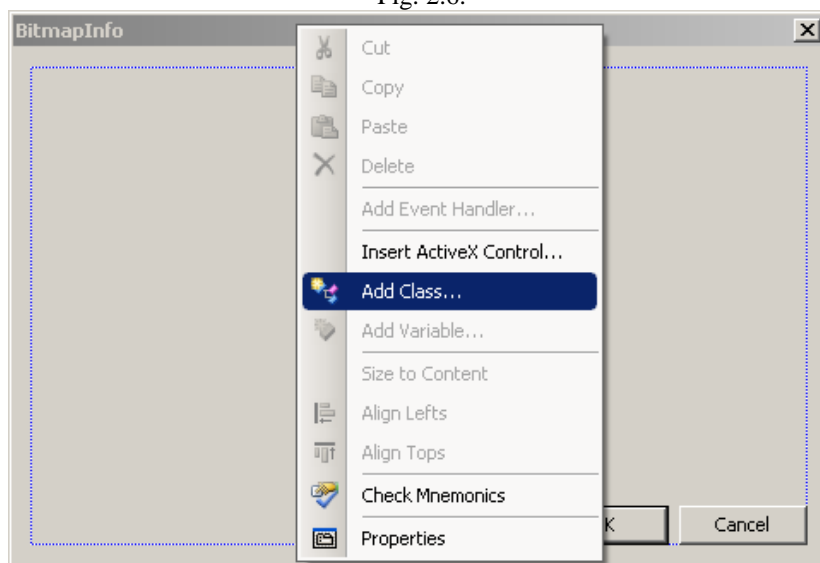 Fig. 2.8.
BitmapInfo
Cut
Copy
Paste
Delete
Add Event Handler...
Insert ActiveX Control...
Add Class...
Add Variable...
Size to Content
Align Lefts
Align Tops
Check Mnemonics
K Cancel
Properties